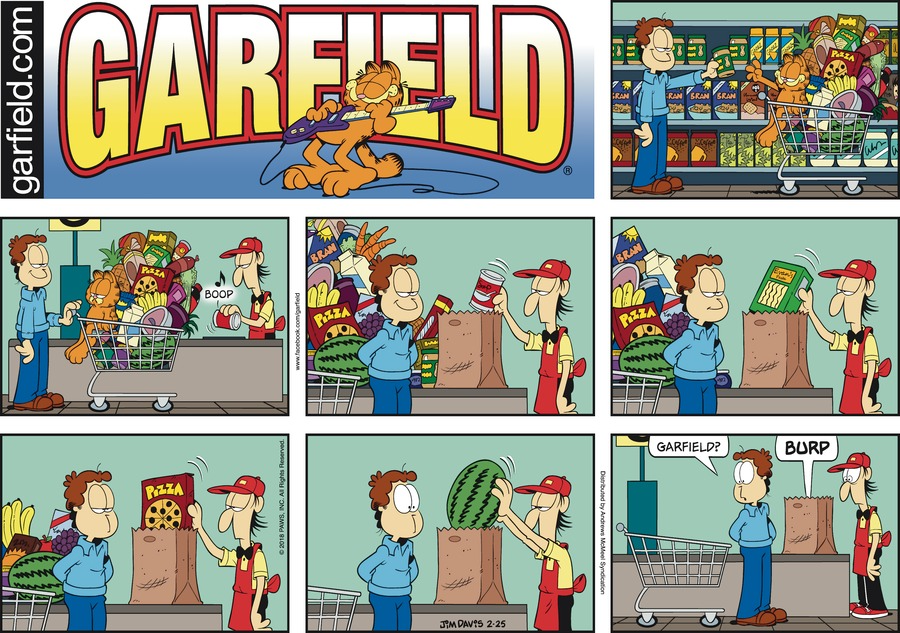 garfield.com
GARFIELD
®
BRAN
BRAN
BRAN
PIZZA
PIZZA
♪
BOOP
www.facebook.com/garfield
BRAN
PIZZA
BRAN
PIZZA
PIZZA
© 2018 PAWS, INC. All Rights Reserved.
JIM DAVIS 2-25
Distributed by Andrews McMeel Syndication
GARFIELD?
BURP